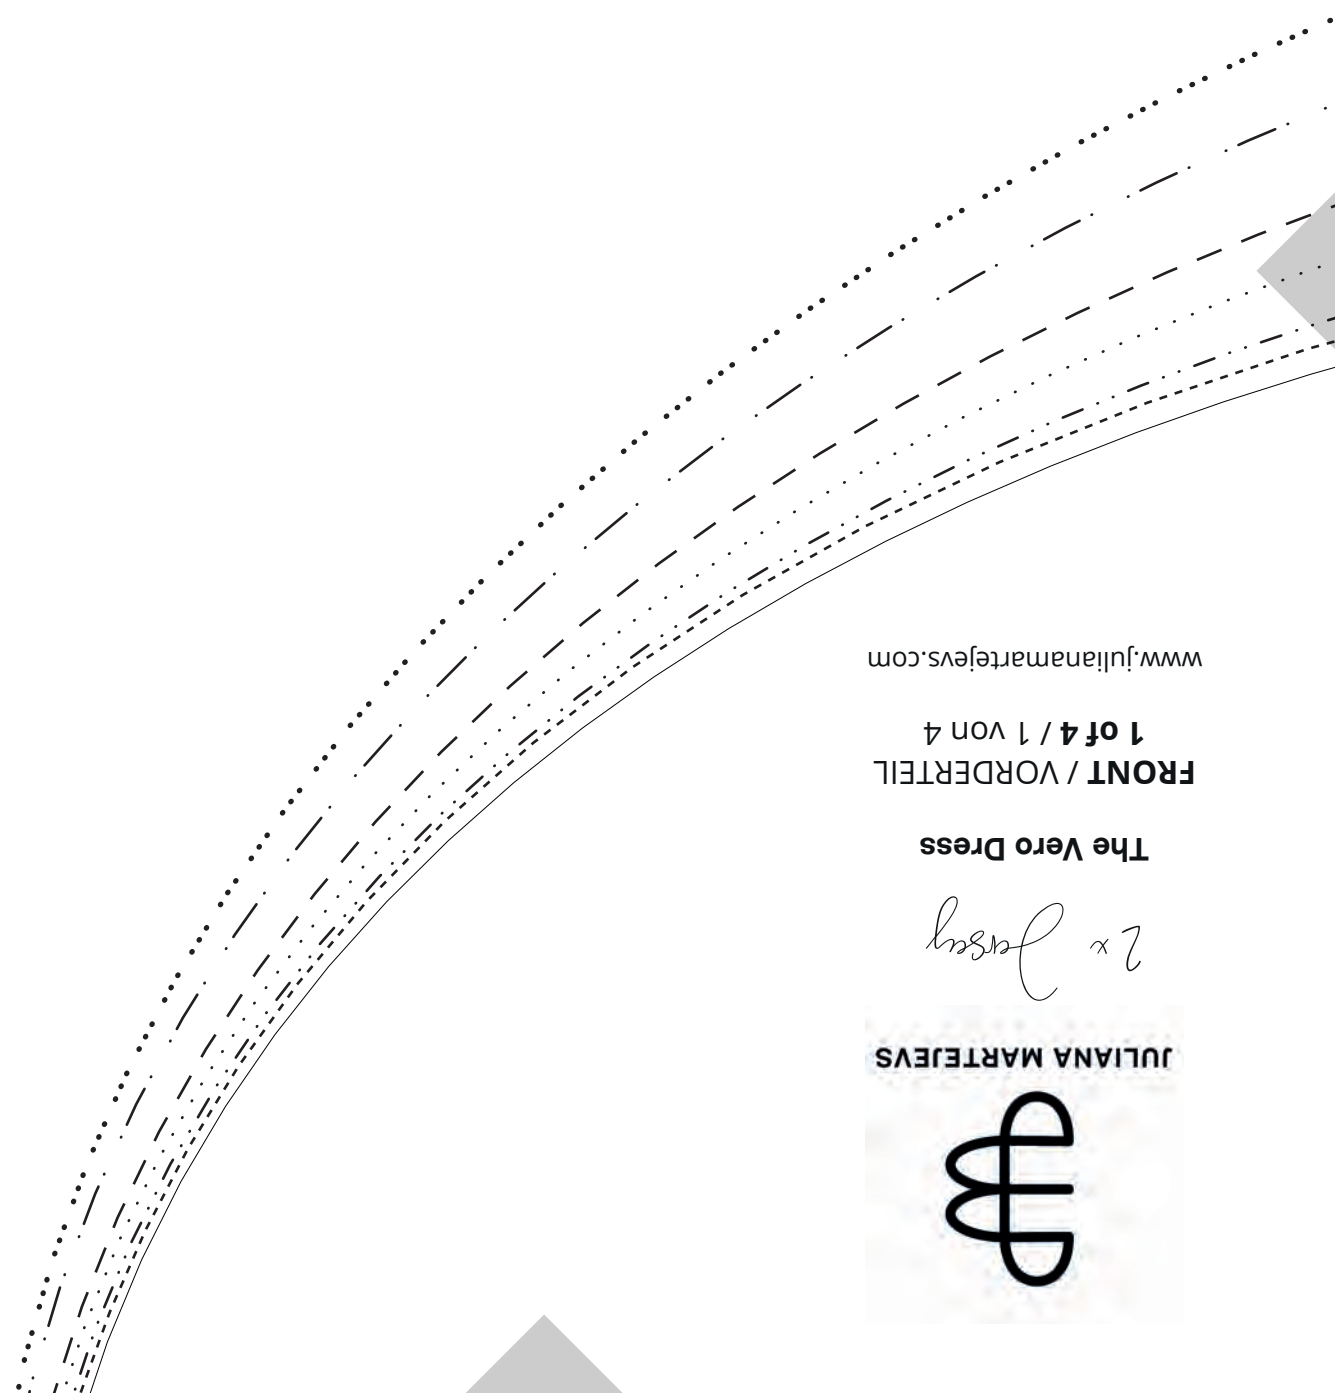 JULIANA MARTEJEVS
2x Jersey
The Vero Dress
FRONT / VORDERTEIL
1 of 4 / 1 von 4
www.julianamartejevs.com